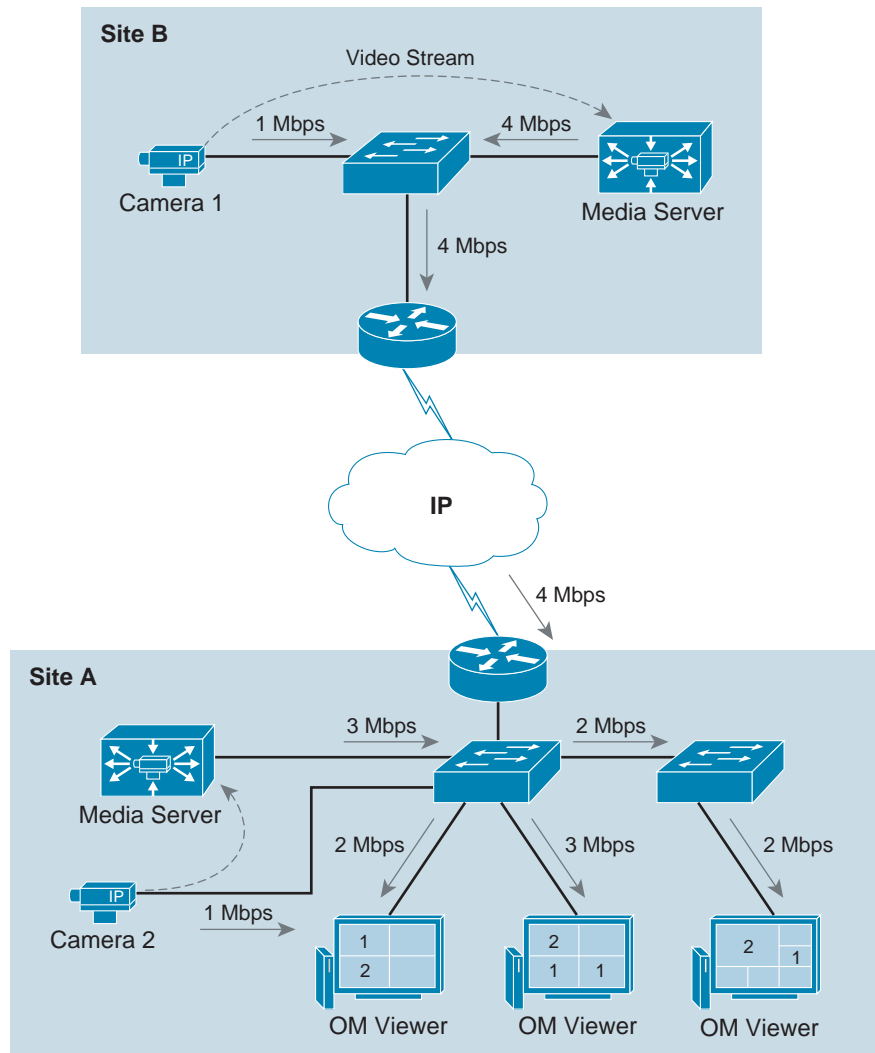 Site B
Video Stream
1 Mbps
4 Mbps
IP
Camera 1
Media Server
4 Mbps
IP
4 Mbps
Site A
3 Mbps
2 Mbps
Media Server
2 Mbps
3 Mbps
2 Mbps
IP
Camera 2
1 Mbps
1
2
2
1
1
2
1
OM Viewer
OM Viewer
OM Viewer